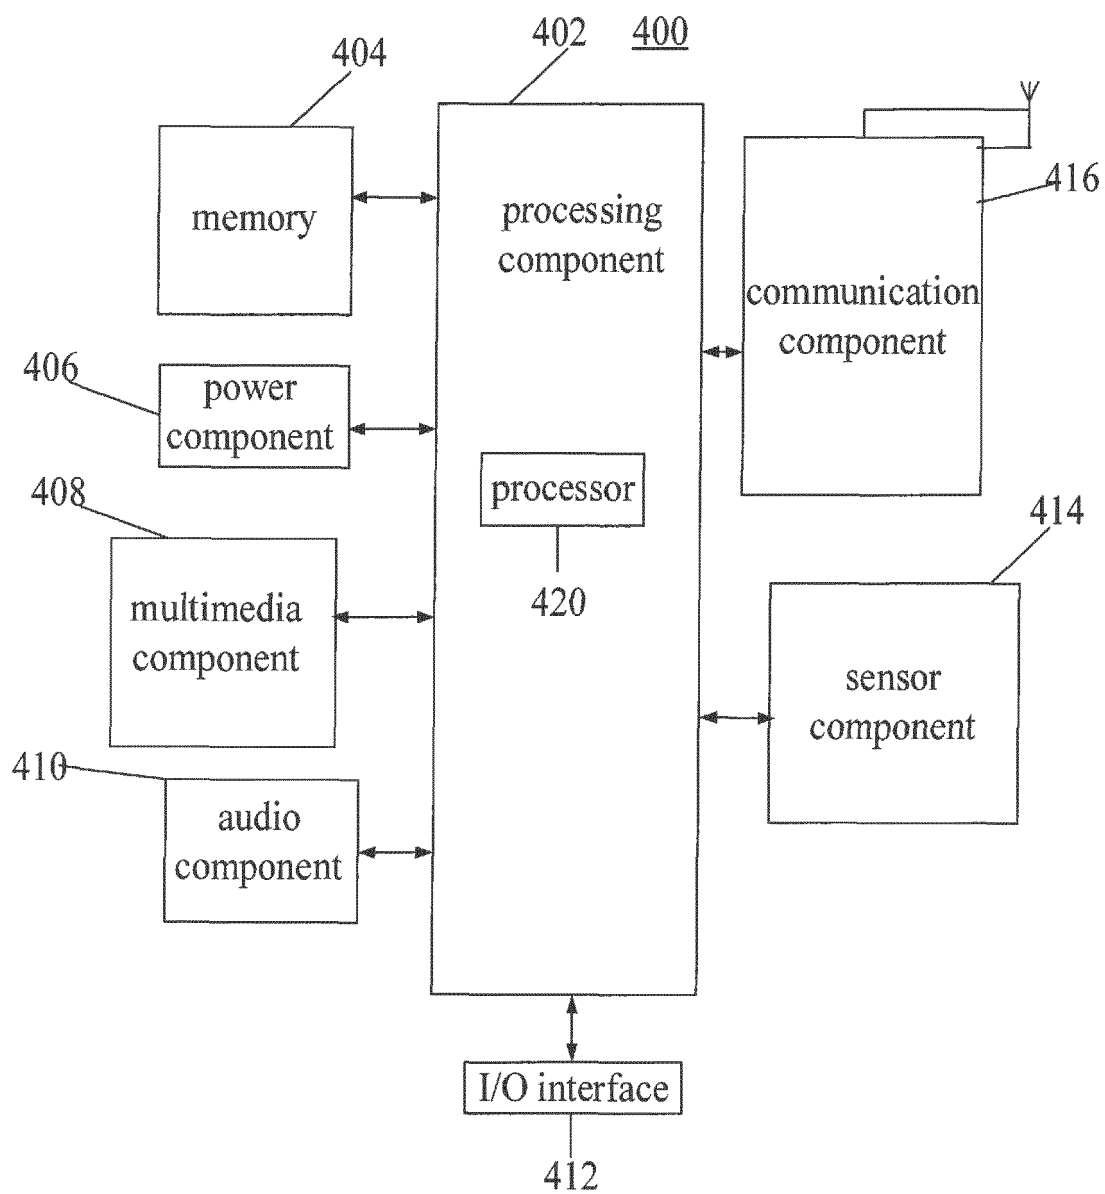 402
400
404
memory
processing
component
416
communication
component
406
power
component
408
processor
420
414
multimedia
component
sensor
component
410
audio
component
I/O interface
412